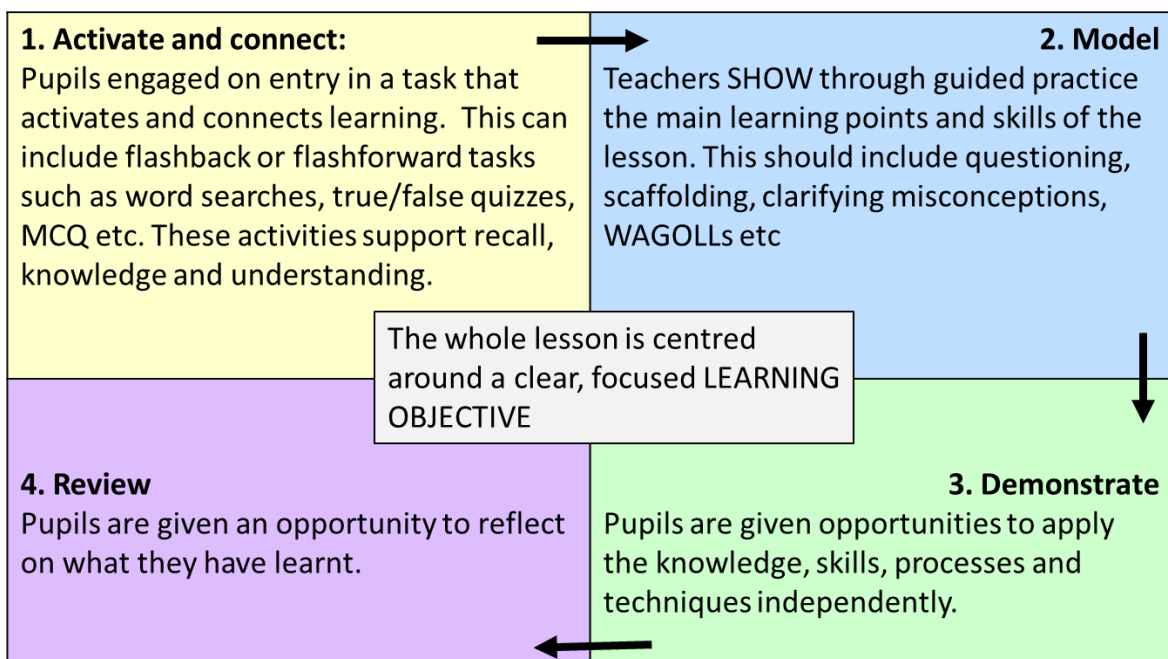 1. Activate and connect:
Pupils engaged on entry in a task that
activates and connects learning.  This can
include flashback or flashforward tasks
such as word searches, true/false quizzes,
MCQ etc. These activities support recall,
knowledge and understanding.
2. Model
Teachers SHOW through guided practice
the main learning points and skills of the
lesson. This should include questioning,
scaffolding, clarifying misconceptions,
WAGOLLs etc
The whole lesson is centred
around a clear, focused LEARNING
OBJECTIVE
3. Demonstrate
Pupils are given opportunities to apply
the knowledge, skills, processes and
techniques independently.
4. Review
Pupils are given an opportunity to reflect
on what they have learnt.